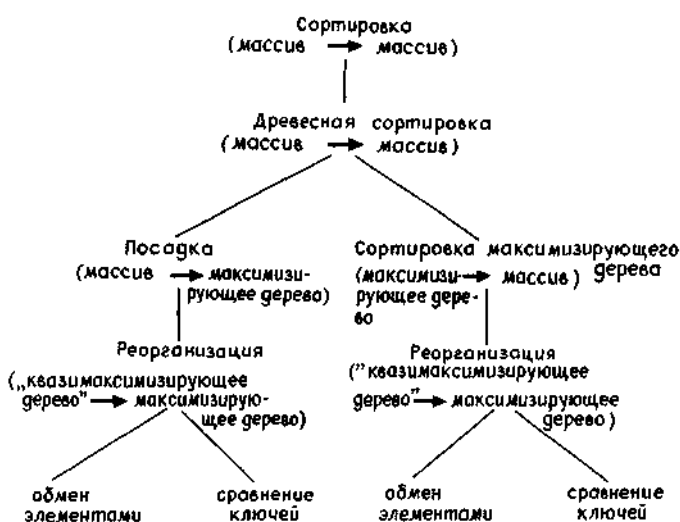 Сортировка
(массив → массив)
Древесная сортировка
(массив → массив)
Посадка
(массив → максимизи-
рующее дерево)
Сортировка максимизирующего
дерева
(максимизи- → массив)
рующее дере-
во
Реорганизация
(„квазимаксимизирующее
дерево" → максимизирую-
щее дерево)
Реорганизация
("квазимаксимизирующее
дерево" → максимизирующее
дерево)
обмен
элементами
сравнение
ключей
обмен
элементами
сравнение
ключей